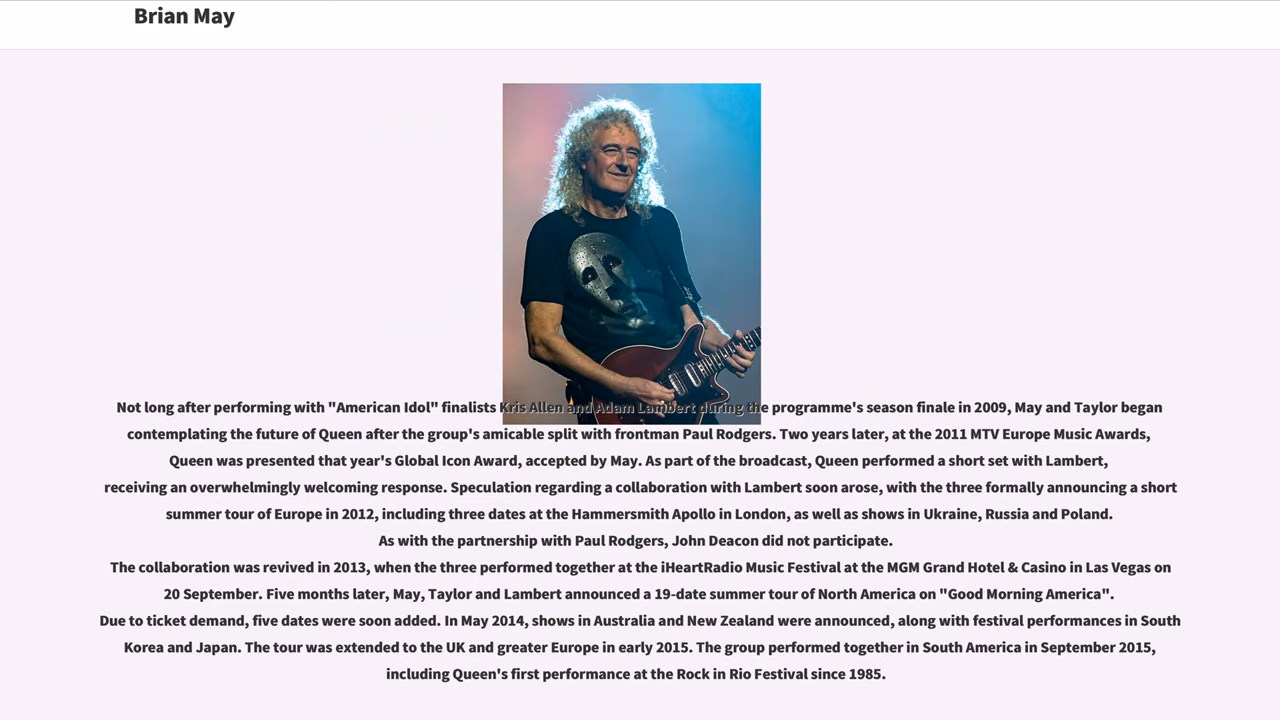 Brian May
Not long after performing with "American Idol" finalists Kris Allen and Adam Lambert during the programme's season finale in 2009, May and Taylor began
contemplating the future of Queen after the group's amicable split with frontman Paul Rodgers. Two years later, at the 2011 MTV Europe Music Awards,
Queen was presented that year's Global Icon Award, accepted by May. As part of the broadcast, Queen performed a short set with Lambert,
receiving an overwhelmingly welcoming response. Speculation regarding a collaboration with Lambert soon arose, with the three formally announcing a short
summer tour of Europe in 2012, including three dates at the Hammersmith Apollo in London, as well as shows in Ukraine, Russia and Poland.
As with the partnership with Paul Rodgers, John Deacon did not participate.
The collaboration was revived in 2013, when the three performed together at the iHeartRadio Music Festival at the MGM Grand Hotel & Casino in Las Vegas on
20 September. Five months later, May, Taylor and Lambert announced a 19-date summer tour of North America on "Good Morning America".
Due to ticket demand, five dates were soon added. In May 2014, shows in Australia and New Zealand were announced, along with festival performances in South
Korea and Japan. The tour was extended to the UK and greater Europe in early 2015. The group performed together in South America in September 2015,
including Queen's first performance at the Rock in Rio Festival since 1985.